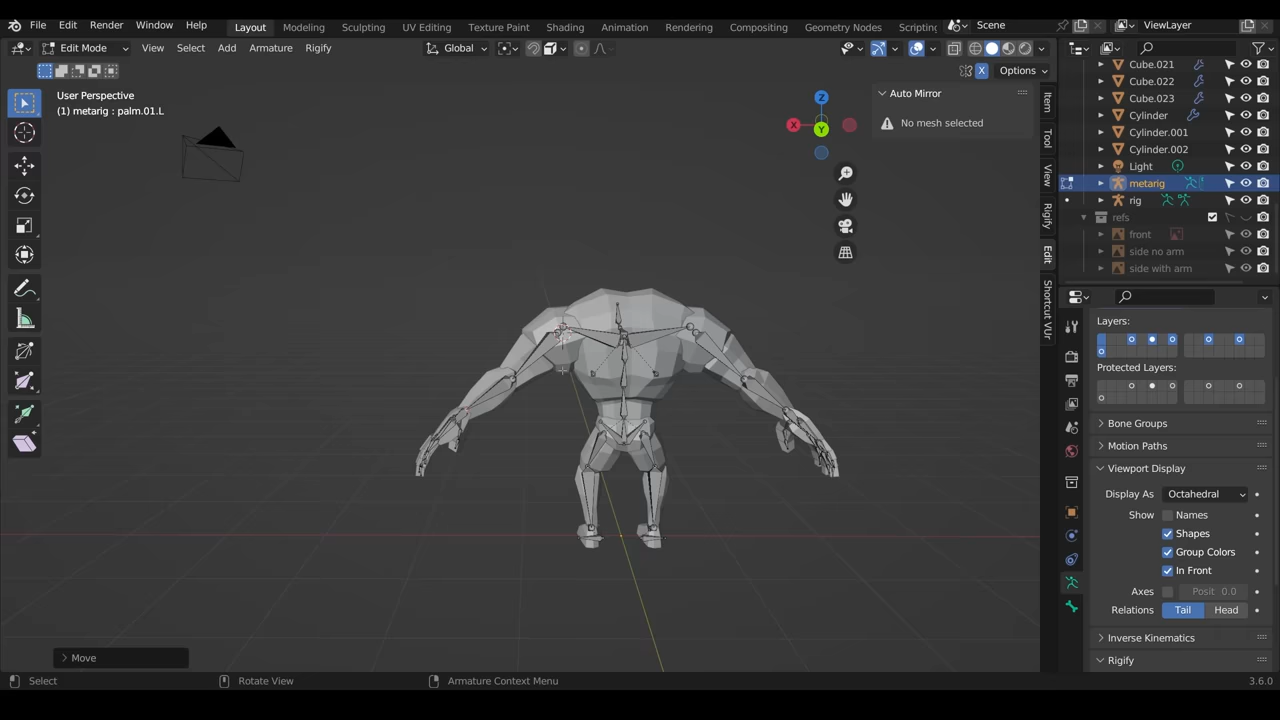 File Edit Render Window Help Layout Modeling Sculpting UV Editing Texture Paint Shading Animation Rendering Compositing Geometry Nodes Scripting Scene ViewLayer
Edit Mode View Select Add Armature Rigify Global
X Options
User Perspective
(1) metarig : palm.01.L
Auto Mirror
No mesh selected
Z
X
Y
Item
Tool
View
Rigify
Edit
Shortcut VUr
Cube.021
Cube.022
Cube.023
Cylinder
Cylinder.001
Cylinder.002
Light
metarig
rig
refs
front
side no arm
side with arm
Layers:
Protected Layers:
Bone Groups
Motion Paths
Viewport Display
Display As Octahedral
Show Names
Shapes
Group Colors
In Front
Axes Posit 0.0
Relations Tail Head
Inverse Kinematics
Rigify
Move
Select Rotate View Armature Context Menu 3.6.0